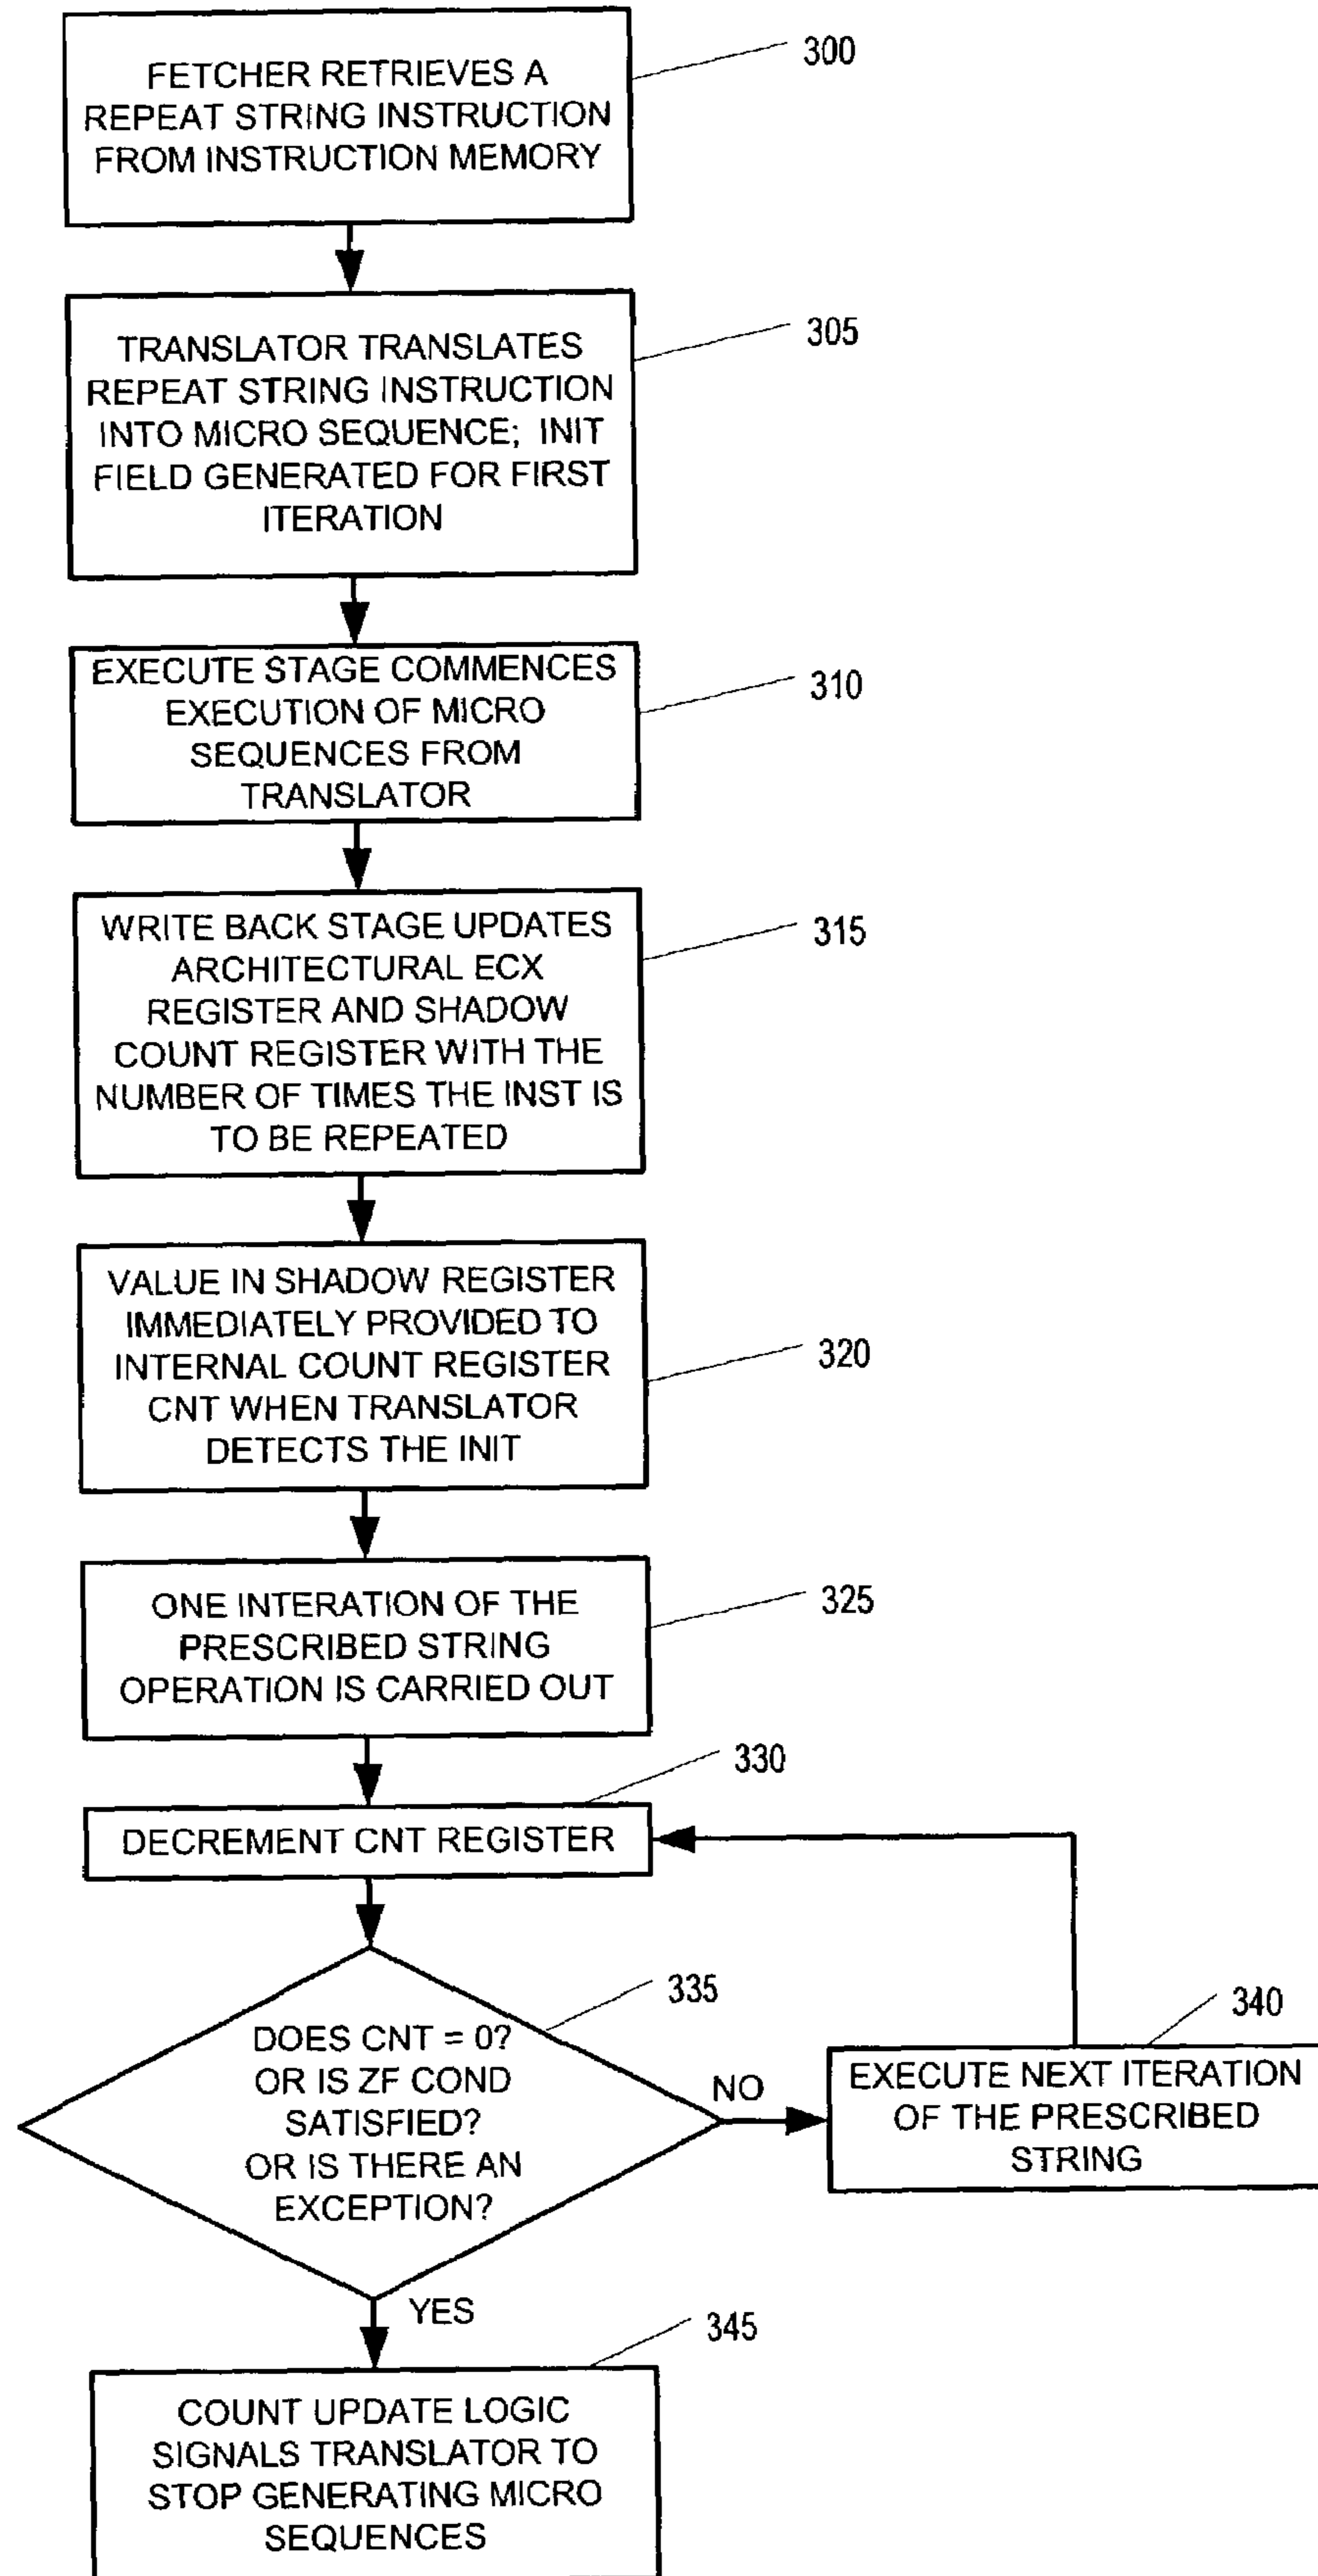 FETCHER RETRIEVES A
REPEAT STRING INSTRUCTION
FROM INSTRUCTION MEMORY
300
TRANSLATOR TRANSLATES
REPEAT STRING INSTRUCTION
INTO MICRO SEQUENCE; INIT
FIELD GENERATED FOR FIRST
ITERATION
305
EXECUTE STAGE COMMENCES
EXECUTION OF MICRO
SEQUENCES FROM
TRANSLATOR
310
WRITE BACK STAGE UPDATES
ARCHITECTURAL ECX
REGISTER AND SHADOW
COUNT REGISTER WITH THE
NUMBER OF TIMES THE INST IS
TO BE REPEATED
315
VALUE IN SHADOW REGISTER
IMMEDIATELY PROVIDED TO
INTERNAL COUNT REGISTER
CNT WHEN TRANSLATOR
DETECTS THE INIT
320
ONE INTERATION OF THE
PRESCRIBED STRING
OPERATION IS CARRIED OUT
325
330
DECREMENT CNT REGISTER
335
DOES CNT = 0?
OR IS ZF COND
SATISFIED?
OR IS THERE AN
EXCEPTION?
NO
340
EXECUTE NEXT ITERATION
OF THE PRESCRIBED
STRING
YES
345
COUNT UPDATE LOGIC
SIGNALS TRANSLATOR TO
STOP GENERATING MICRO
SEQUENCES